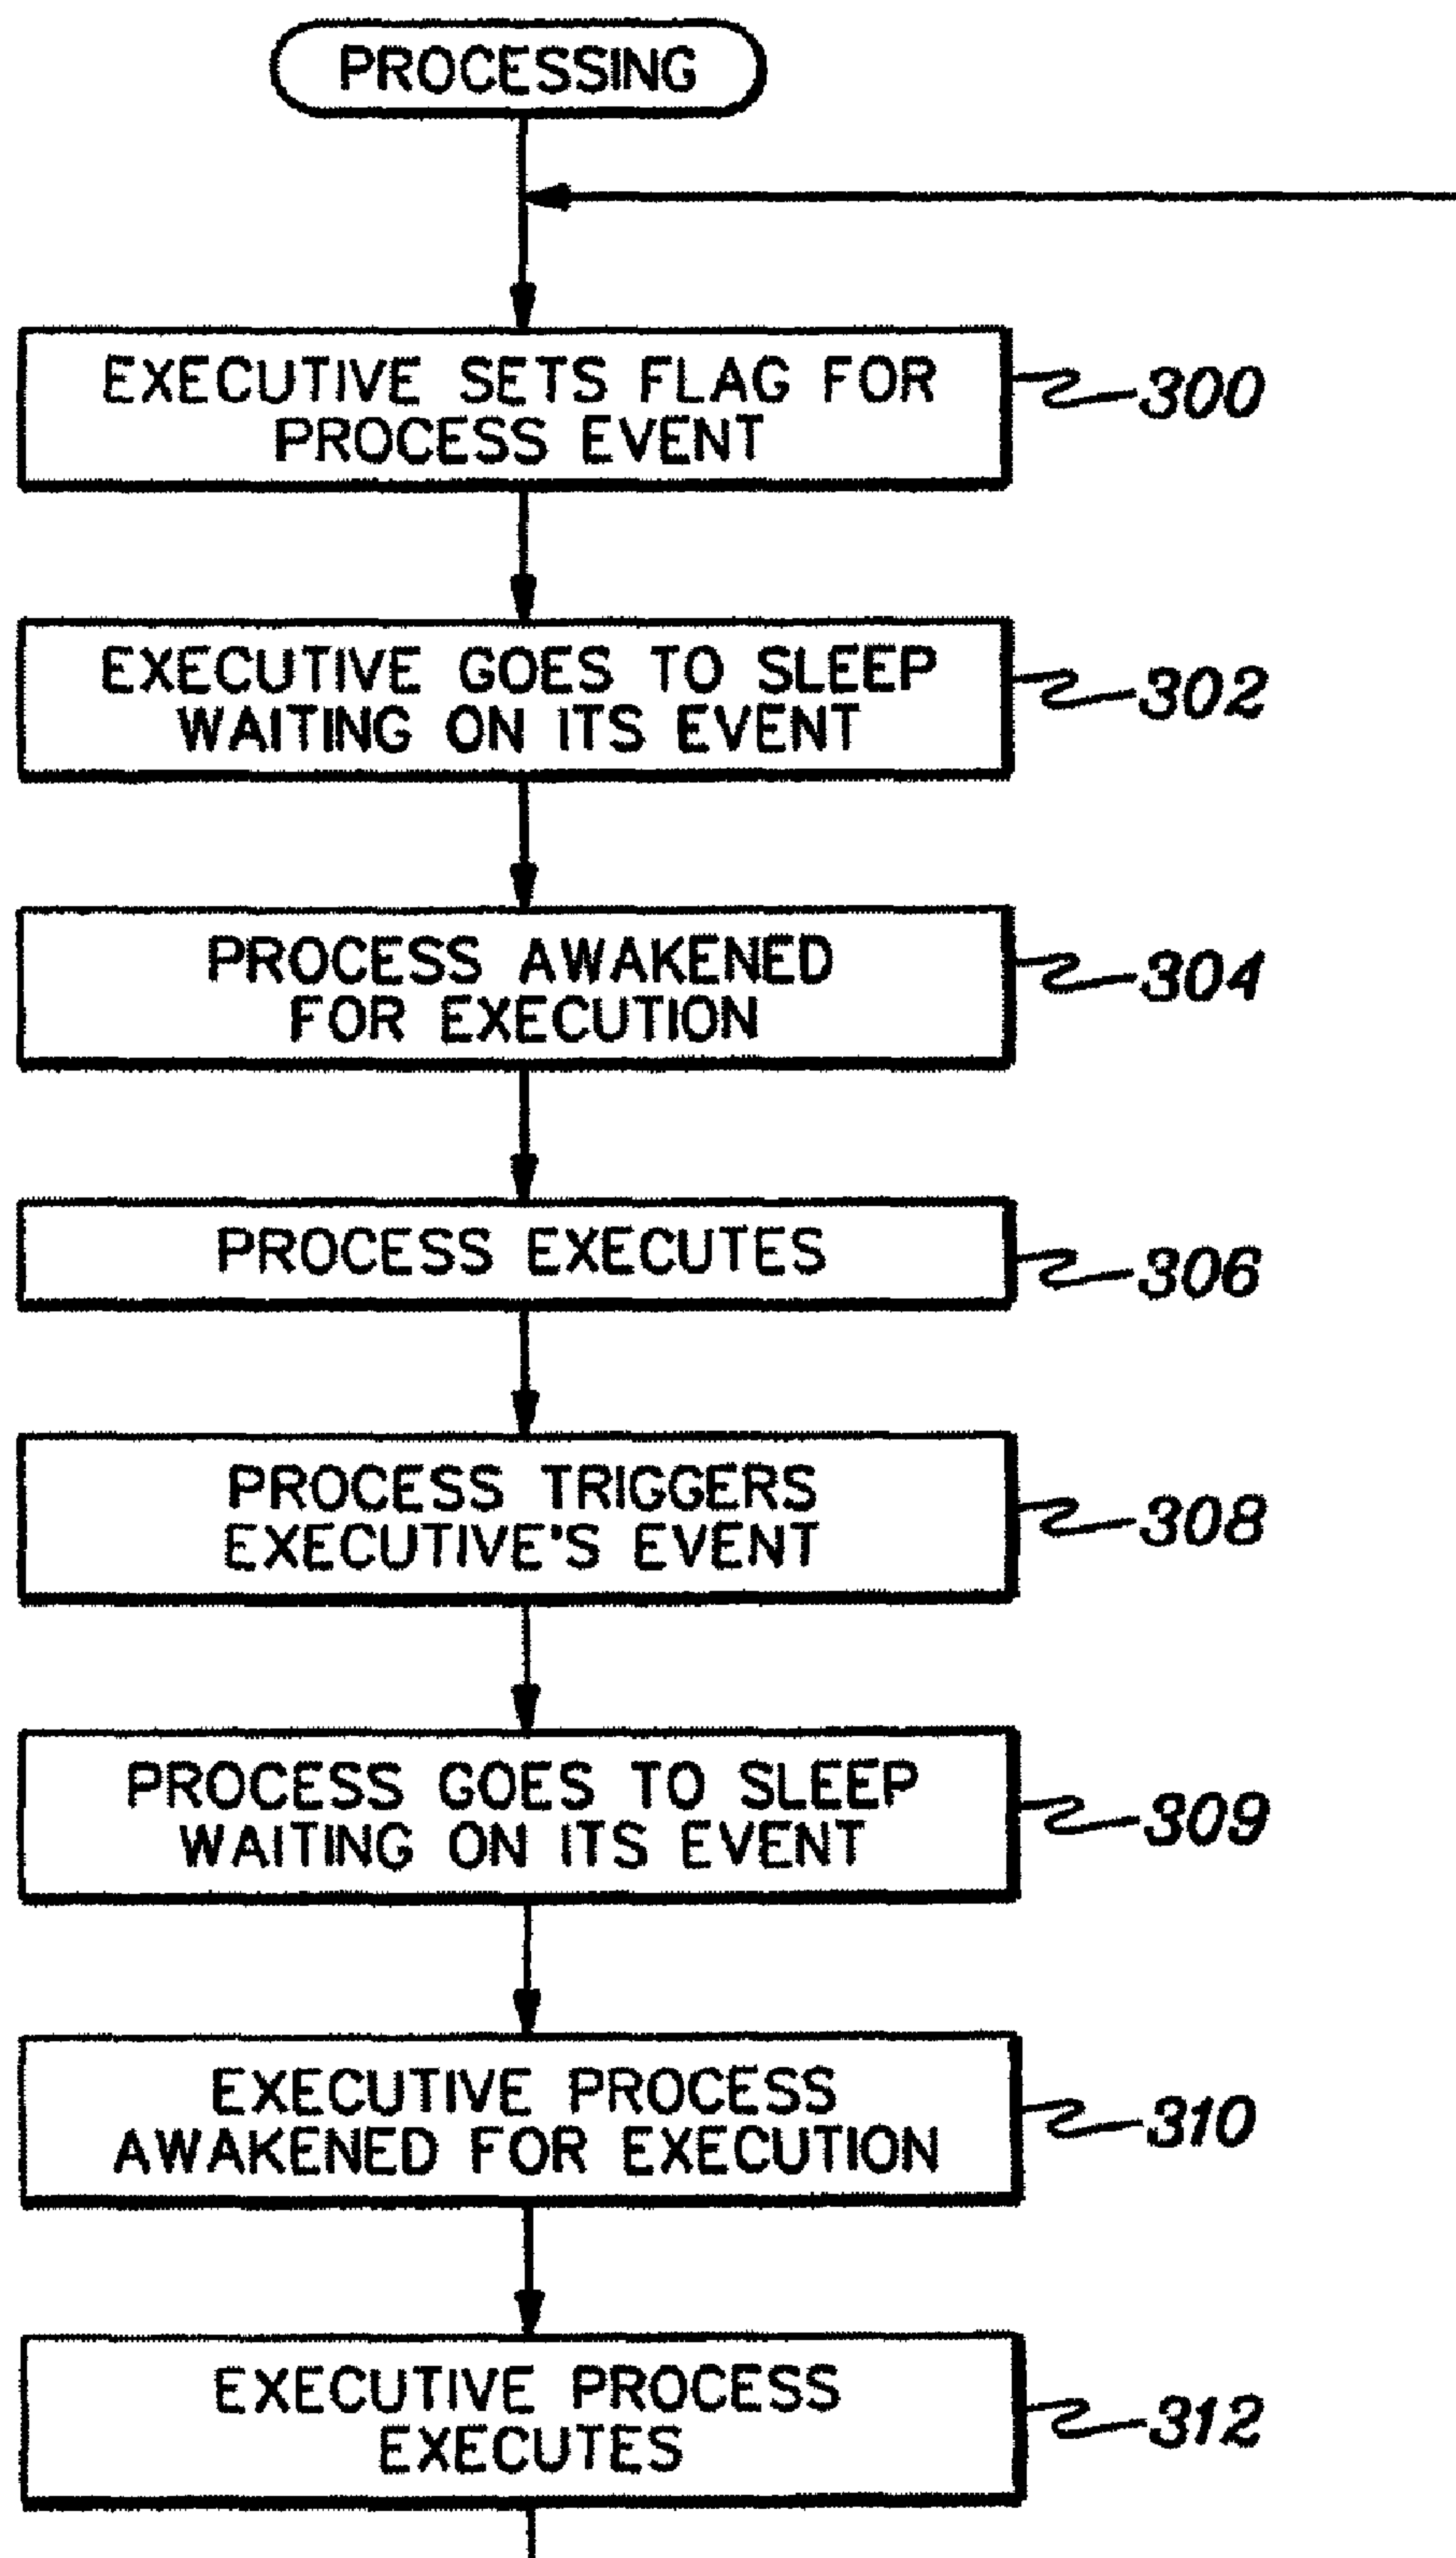 PROCESSING
EXECUTIVE SETS FLAG FOR
PROCESS EVENT
300
EXECUTIVE GOES TO SLEEP
WAITING ON ITS EVENT
302
PROCESS AWAKENED
FOR EXECUTION
304
PROCESS EXECUTES
306
PROCESS TRIGGERS
EXECUTIVE'S EVENT
308
PROCESS GOES TO SLEEP
WAITING ON ITS EVENT
309
EXECUTIVE PROCESS
AWAKENED FOR EXECUTION
310
EXECUTIVE PROCESS
EXECUTES
312